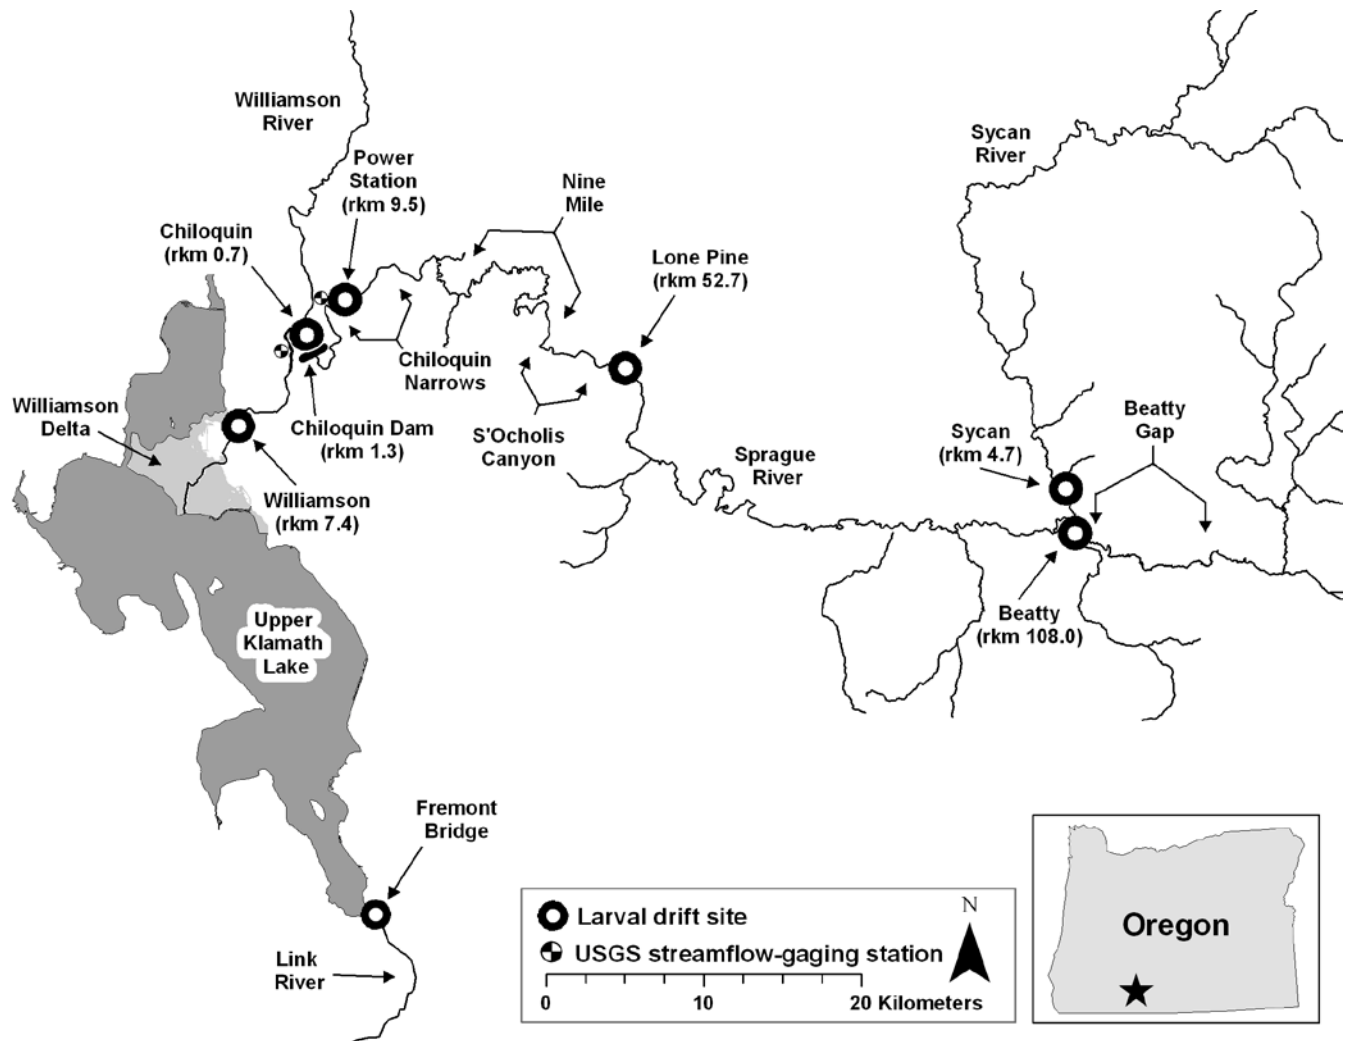 Williamson
River
Sycan
River
Power
Station
(rkm 9.5)
Nine
Mile
Chiloquin
(rkm 0.7)
Lone Pine
(rkm 52.7)
Chiloquin
Narrows
Williamson
Delta
Chiloquin Dam
(rkm 1.3)
S'Ocholis
Canyon
Beatty
Gap
Sycan
(rkm 4.7)
Sprague
River
Williamson
(rkm 7.4)
Beatty
(rkm 108.0)
Upper
Klamath
Lake
Fremont
Bridge
Link
River
Larval drift site
USGS streamflow-gaging station
N
0 10 20 Kilometers
Oregon